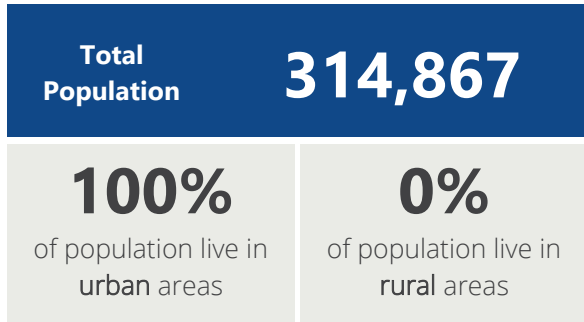 Total
Population
314,867
100%
of population live in
urban areas
0%
of population live in
rural areas